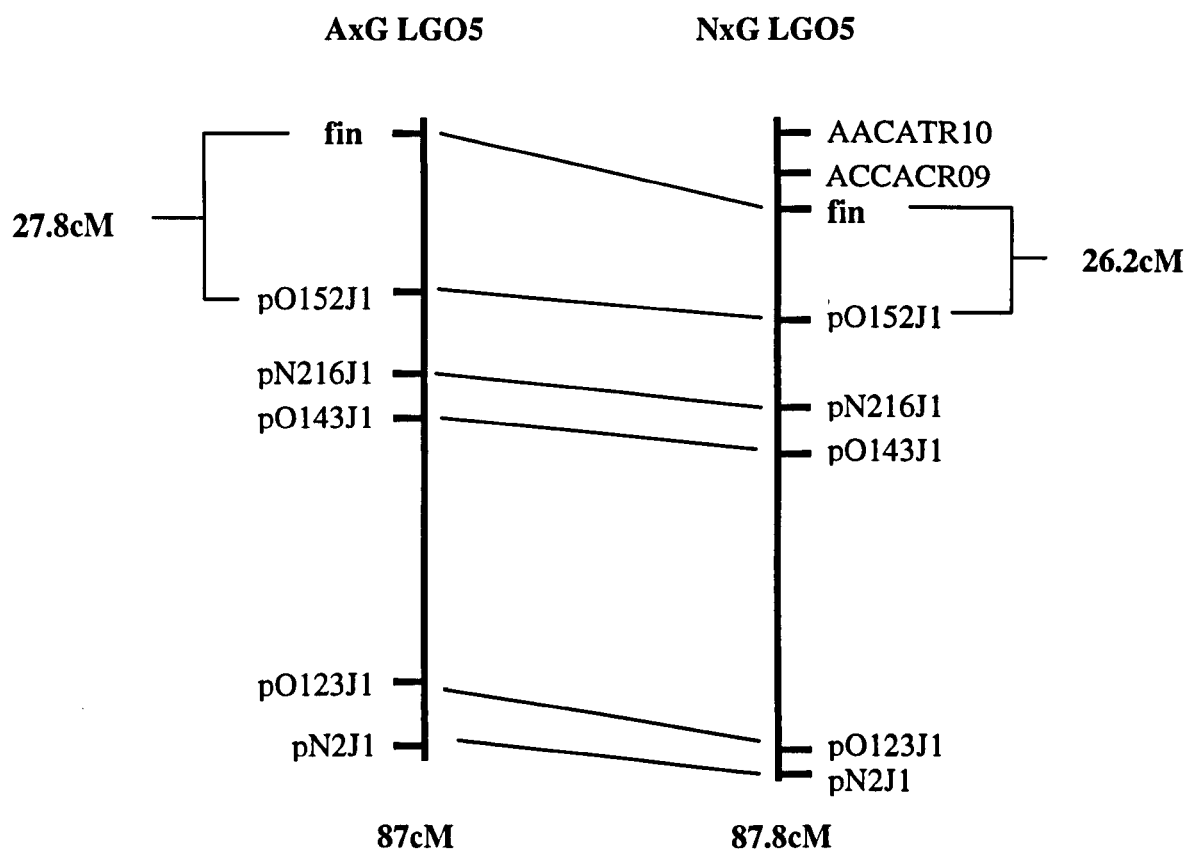 AxG LGO5
NxG LGO5
fin
27.8cM
pO152J1
pN216J1
pO143J1
pO123J1
pN2J1
87cM
AACATR10
ACCACR09
fin
26.2cM
pO152J1
pN216J1
pO143J1
pO123J1
pN2J1
87.8cM